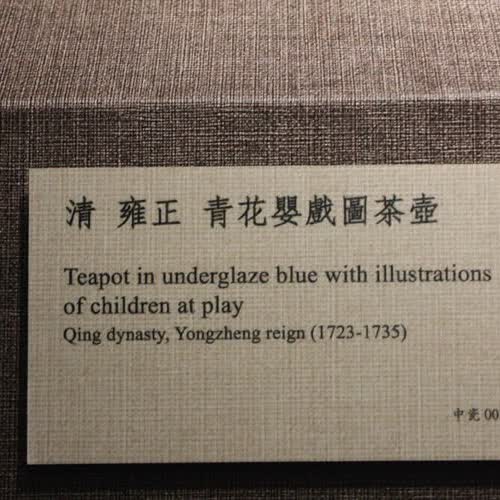 清 雍正 青花嬰戲圖茶壺
Teapot in underglaze blue with illustrations
of children at play
Qing dynasty, Yongzheng reign (1723-1735)
中瓷 00